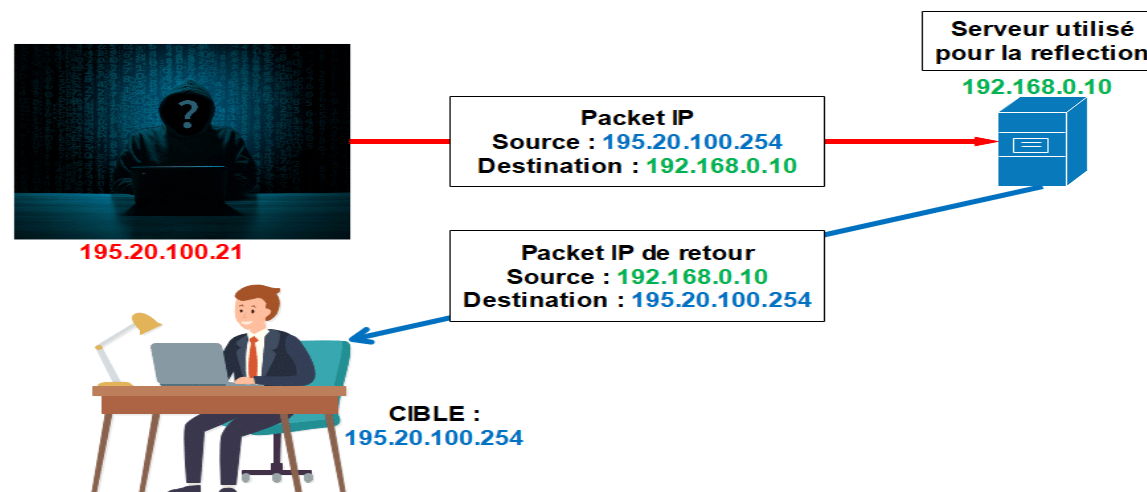 Serveur utilisé
pour la reflection
192.168.0.10
Packet IP
Source : 195.20.100.254
Destination : 192.168.0.10
?
195.20.100.21
Packet IP de retour
Source : 192.168.0.10
Destination : 195.20.100.254
CIBLE :
195.20.100.254